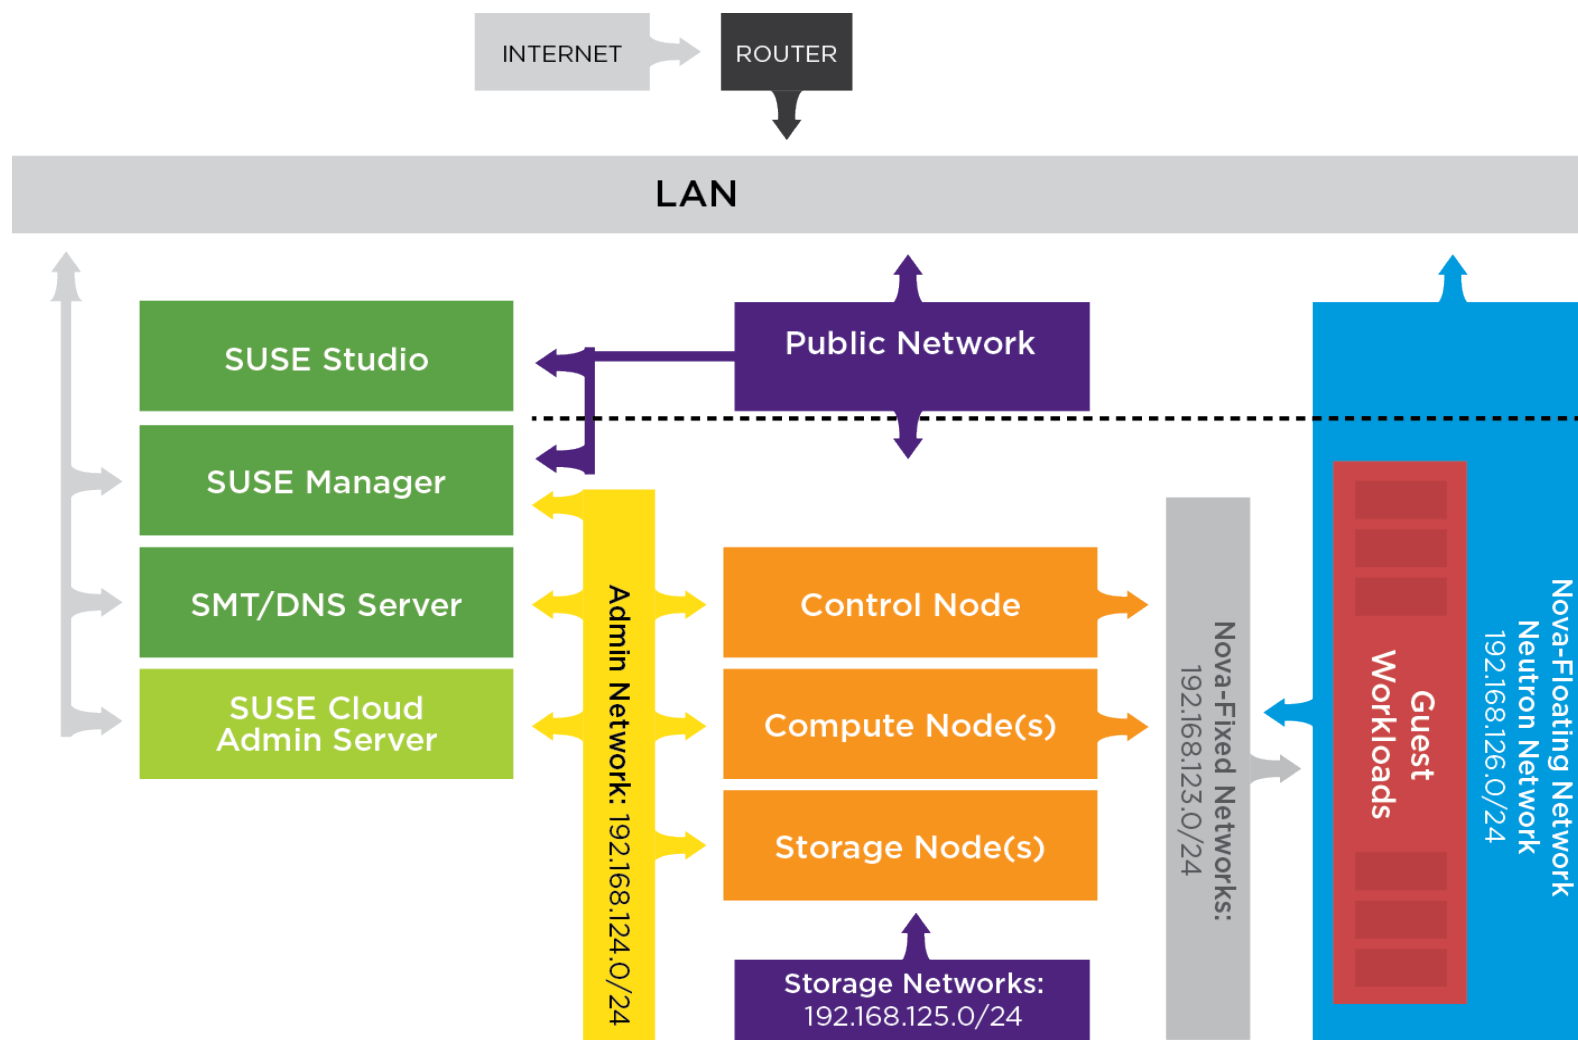 INTERNET
ROUTER
LAN
SUSE Studio
Public Network
SUSE Manager
SMT/DNS Server
SUSE Cloud
Admin Server
Admin Network: 192.168.124.0/24
Control Node
Compute Node(s)
Storage Node(s)
Storage Networks:
192.168.125.0/24
Nova-Fixed Networks:
192.168.123.0/24
Guest
Workloads
Nova-Floating Network
Neutron Network
192.168.126.0/24